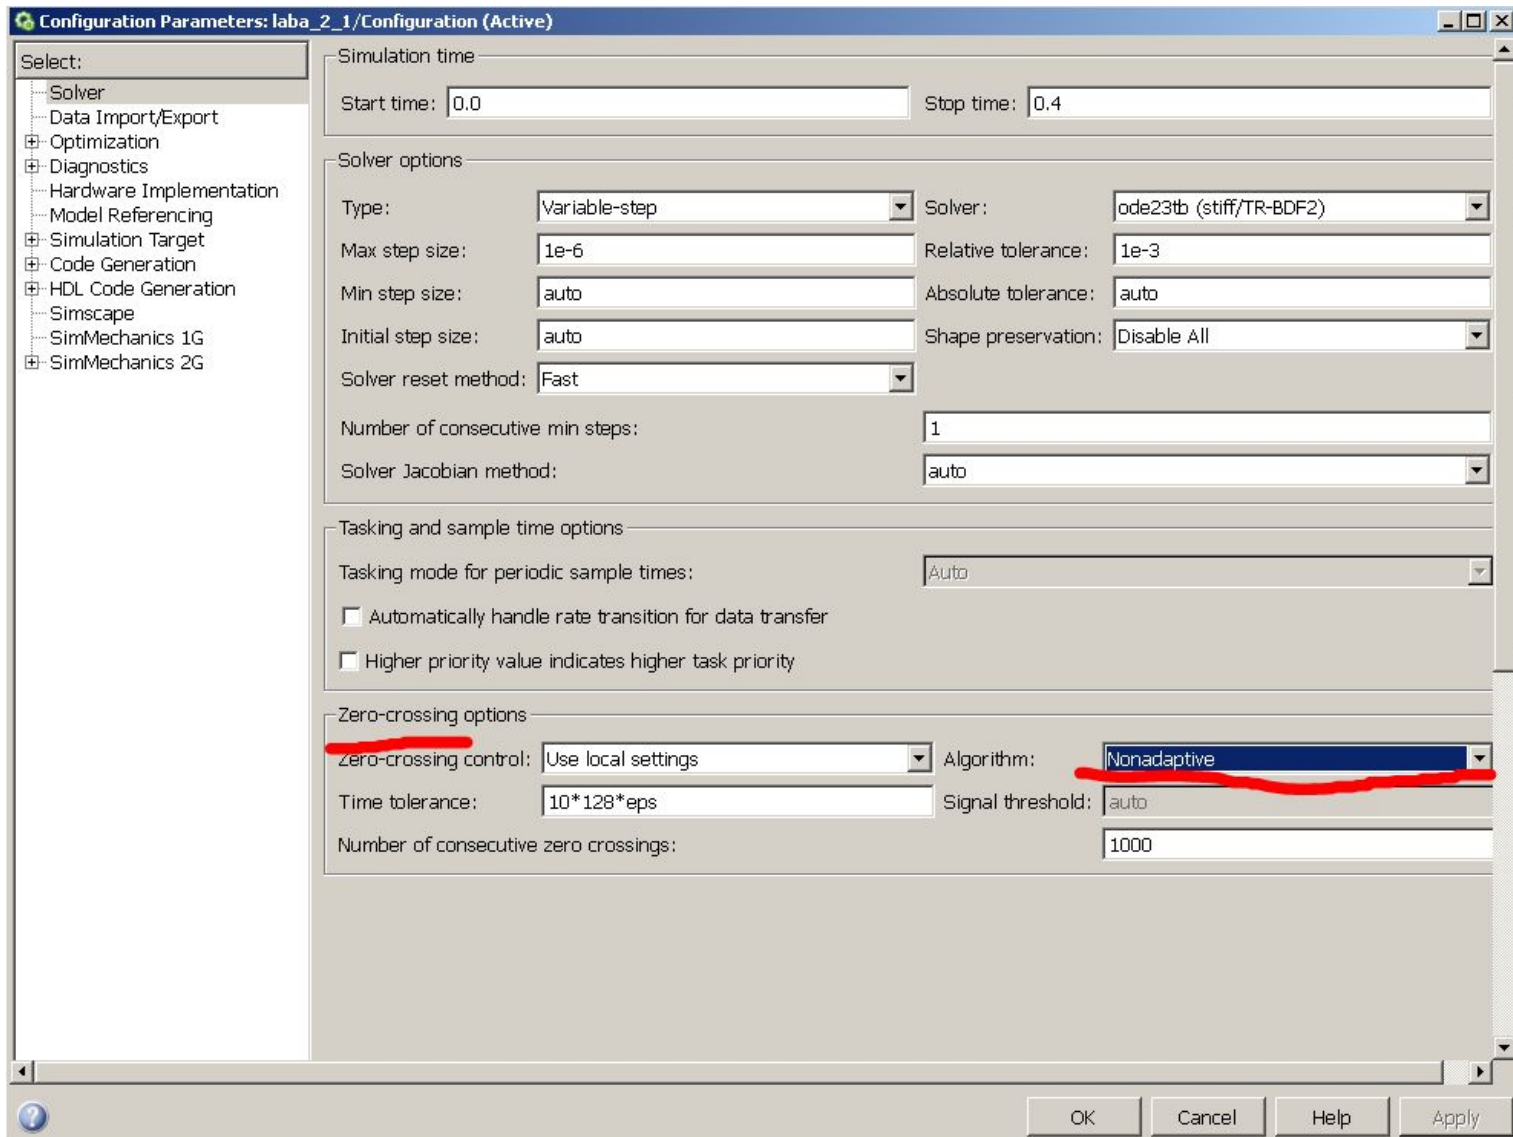 Configuration Parameters: laba_2_1/Configuration (Active)
Select:
Solver
Data Import/Export
Optimization
Diagnostics
Hardware Implementation
Model Referencing
Simulation Target
Code Generation
HDL Code Generation
Simscape
SimMechanics 1G
SimMechanics 2G
Simulation time
Start time: 0.0 Stop time: 0.4
Solver options
Type: Variable-step Solver: ode23tb (stiff/TR-BDF2)
Max step size: 1e-6 Relative tolerance: 1e-3
Min step size: auto Absolute tolerance: auto
Initial step size: auto Shape preservation: Disable All
Solver reset method: Fast
Number of consecutive min steps: 1
Solver Jacobian method: auto
Tasking and sample time options
Tasking mode for periodic sample times: Auto
Automatically handle rate transition for data transfer
Higher priority value indicates higher task priority
Zero-crossing options
Zero-crossing control: Use local settings Algorithm: Nonadaptive
Time tolerance: 10*128*eps Signal threshold: auto
Number of consecutive zero crossings: 1000
OK Cancel Help Apply